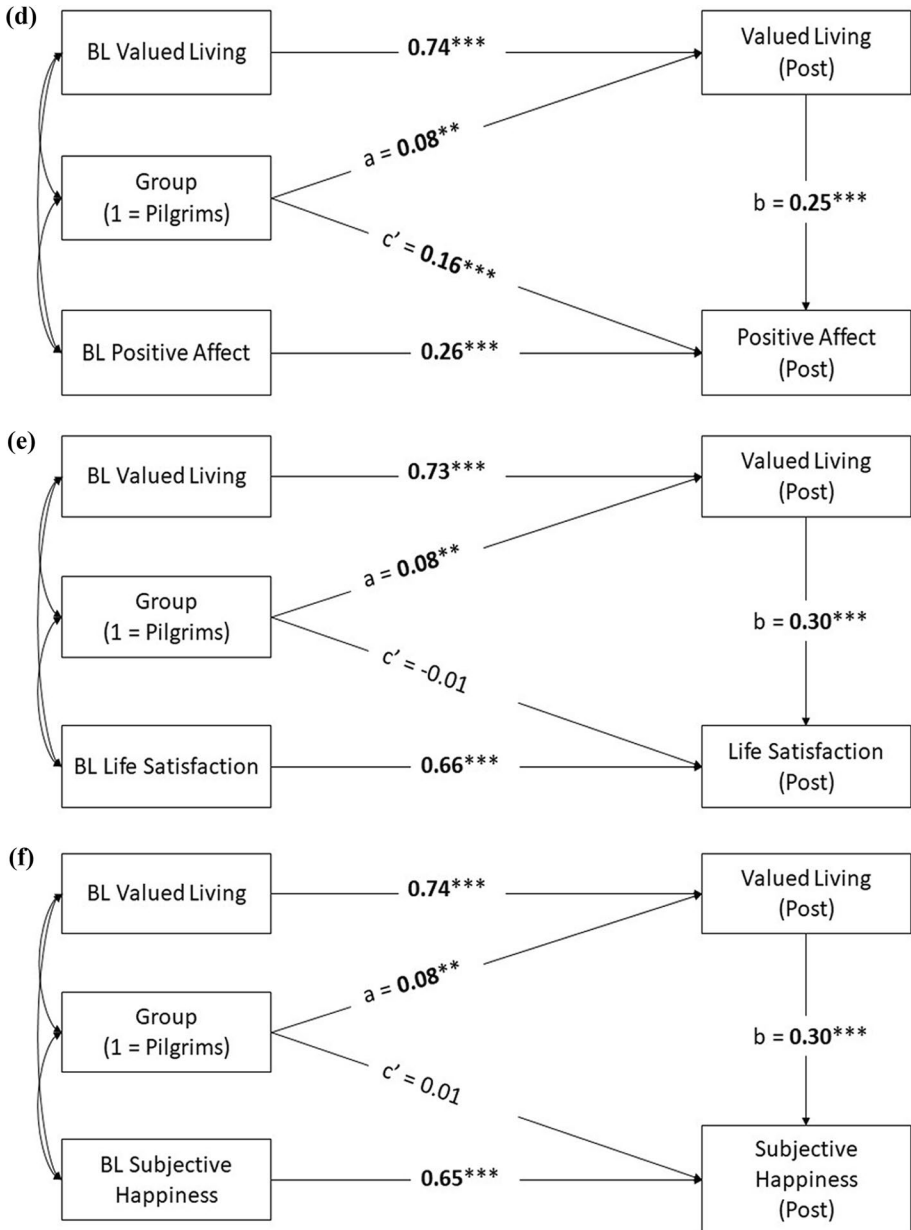 (d)
BL Valued Living
0.74***
Valued Living
(Post)
a = 0.08**
Group
(1 = Pilgrims)
b = 0.25***
c’ = 0.16***
BL Positive Affect
0.26***
Positive Affect
(Post)
(e)
BL Valued Living
0.73***
Valued Living
(Post)
a = 0.08**
Group
(1 = Pilgrims)
b = 0.30***
c’ = -0.01
BL Life Satisfaction
0.66***
Life Satisfaction
(Post)
(f)
BL Valued Living
0.74***
Valued Living
(Post)
a = 0.08**
Group
(1 = Pilgrims)
b = 0.30***
c’ = 0.01
BL Subjective
Happiness
0.65***
Subjective
Happiness
(Post)